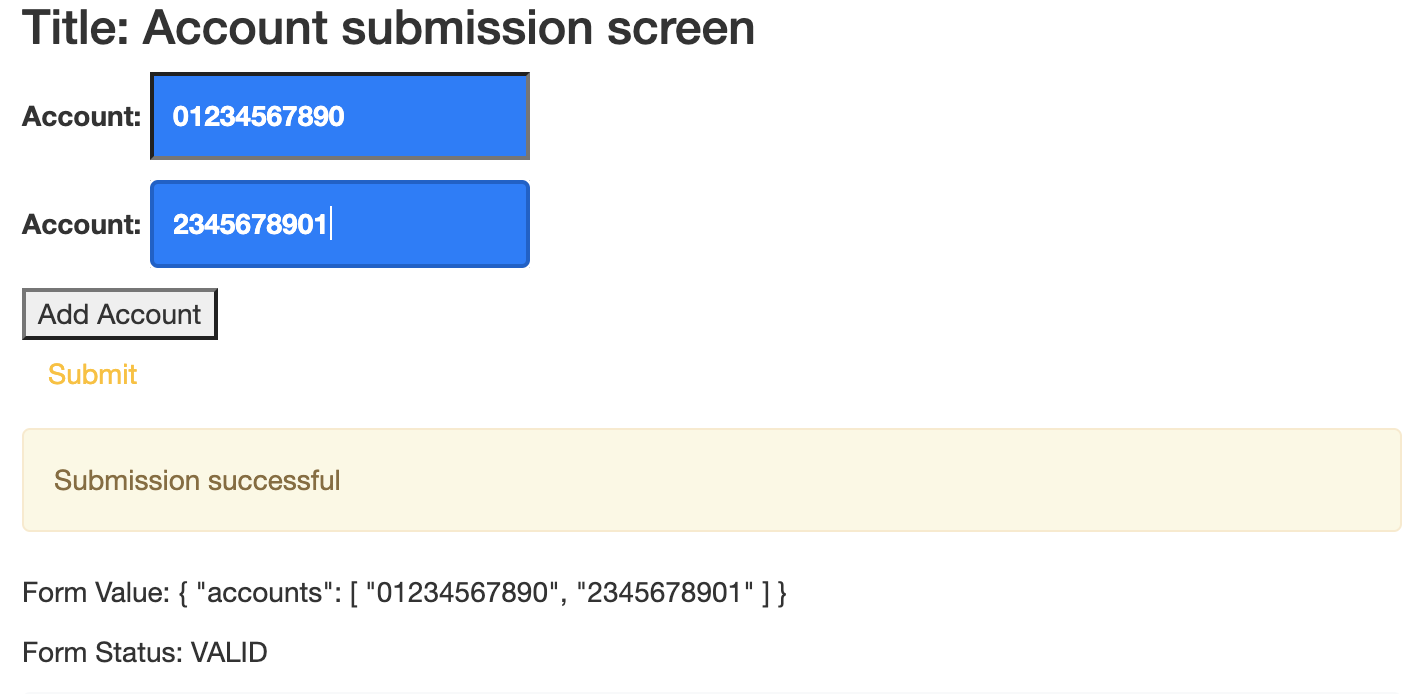 Title: Account submission screen
Account: 01234567890
Account: 2345678901
Add Account
Submit
Submission successful
Form Value: { "accounts": [ "01234567890", "2345678901" ] }
Form Status: VALID